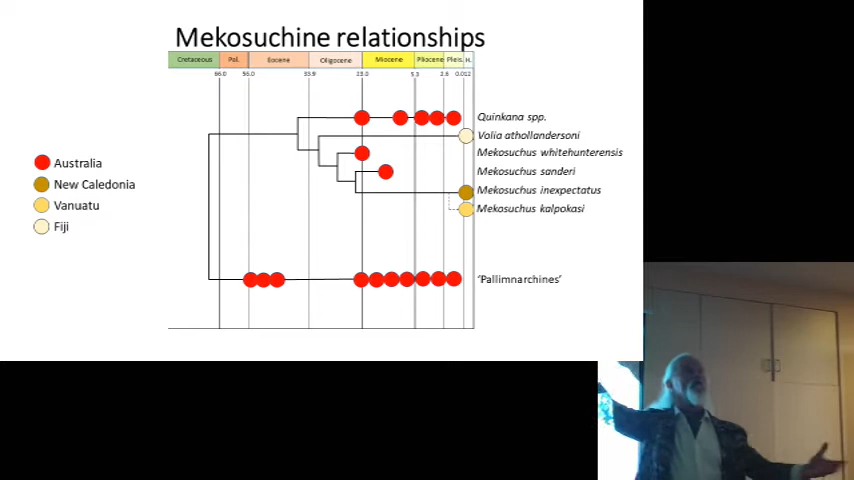 Mekosuchine relationships
Cretaceous Pal. Eocene Oligocene Miocene Pliocene Pleis. H.
66.0 56.0 33.9 23.0 5.3 2.6 0.012
Quinkana spp.
Volia athollandersoni
Mekosuchus whitehunterensis
Mekosuchus sanderi
Mekosuchus inexpectatus
Mekosuchus kalpokasi
'Pallimnarchines'
Australia
New Caledonia
Vanuatu
Fiji